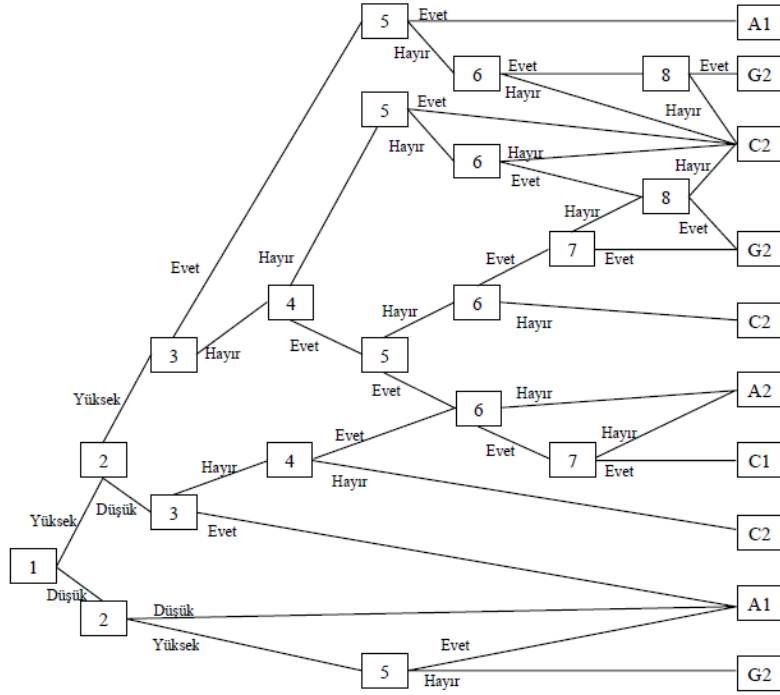 5 Evet A1
Hayır
6 Evet 8 Evet G2
Hayır
5 Evet Hayır
C2
Hayır 6 Hayır Hayır
Evet
8
Hayır
Evet
Evet Hayır 7 Evet G2
Evet
4 6
Hayır Hayır C2
3 Hayır Evet 5
Evet A2
Yüksek Hayır
6
Evet Hayır
2 Hayır 4 Evet 7 Evet C1
Hayır
Düşük 3
Yüksek Evet C2
1
Düşük
2 Düşük A1
Yüksek Evet
5 Hayır G2